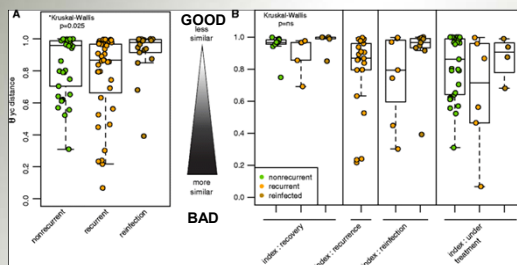 A
*Kruskal-Wallis
p=0.025
θ yc distance
1.0
0.8
0.6
0.4
0.2
0.0
nonrecurrent
recurrent
reinfection
GOOD
less
similar
more
similar
BAD
B
Kruskal-Wallis
p=ns
1.0
0.8
0.6
0.4
0.2
0.0
nonrecurrent
recurrent
reinfected
index : recovery
index : recurrence
index : reinfection
index : under
treatment